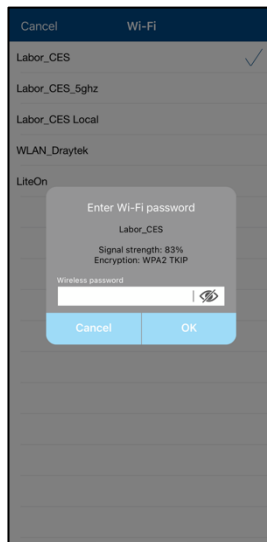 Cancel Wi-Fi
Labor_CES
Labor_CES_5ghz
Labor_CES Local
WLAN_Draytek
LiteOn
Enter Wi-Fi password
Labor_CES
Signal strength: 83%
Encryption: WPA2 TKIP
Wireless password
Cancel OK